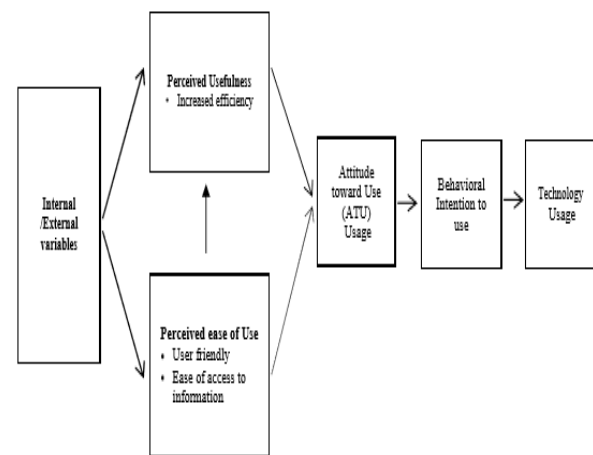 Internal
/External
variables
Perceived Usefulness
• Increased efficiency
Perceived ease of Use
• User friendly
• Ease of access to
information
Attitude
toward Use
(ATU)
Usage
Behavioral
Intention to
use
Technology
Usage